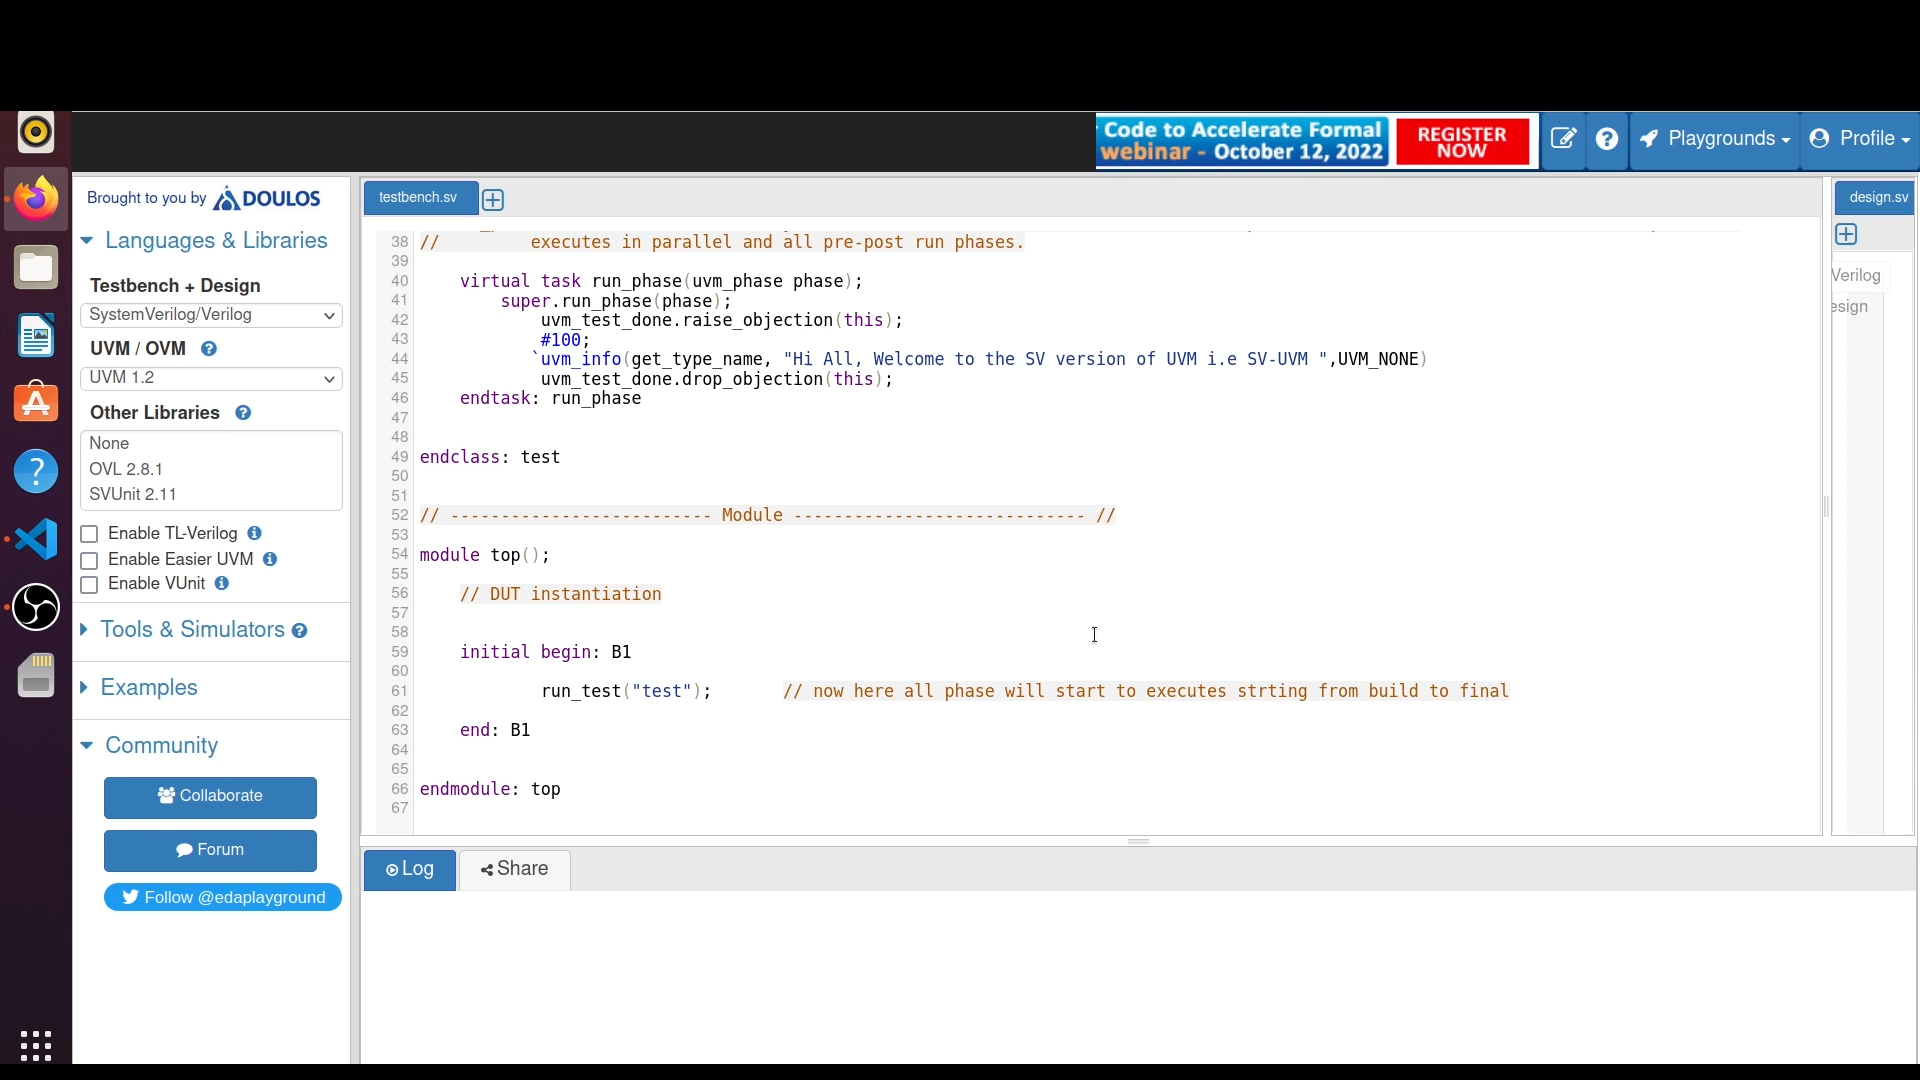 Code to Accelerate Formal
webinar - October 12, 2022
REGISTER
NOW
Playgrounds
Profile
Brought to you by DOULOS
Languages & Libraries
Testbench + Design
SystemVerilog/Verilog
UVM / OVM
UVM 1.2
Other Libraries
None
OVL 2.8.1
SVUnit 2.11
Enable TL-Verilog
Enable Easier UVM
Enable VUnit
Tools & Simulators
Examples
Community
Collaborate
Forum
Follow @edaplayground
testbench.sv
38 //         executes in parallel and all pre-post run phases.
39
40     virtual task run_phase(uvm_phase phase);
41         super.run_phase(phase);
42             uvm_test_done.raise_objection(this);
43             #100;
44            `uvm_info(get_type_name, "Hi All, Welcome to the SV version of UVM i.e SV-UVM ",UVM_NONE)
45             uvm_test_done.drop_objection(this);
46     endtask: run_phase
47
48
49 endclass: test
50
51
52 // -------------------------- Module ----------------------------- //
53
54 module top();
55
56     // DUT instantiation
57
58
59     initial begin: B1
60
61             run_test("test");       // now here all phase will start to executes strting from build to final
62
63     end: B1
64
65
66 endmodule: top
67
design.sv
Verilog
esign
Log
Share